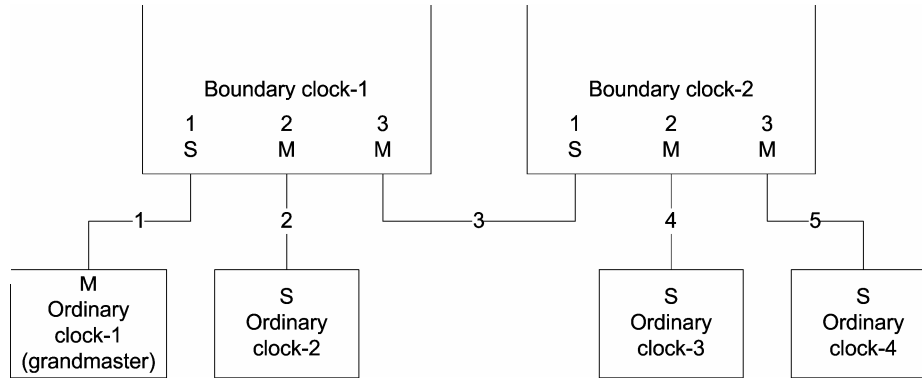 Boundary clock-1
1 2 3
S M M
Boundary clock-2
1 2 3
S M M
1 2 3 4 5
M
Ordinary
clock-1
(grandmaster)
S
Ordinary
clock-2
S
Ordinary
clock-3
S
Ordinary
clock-4